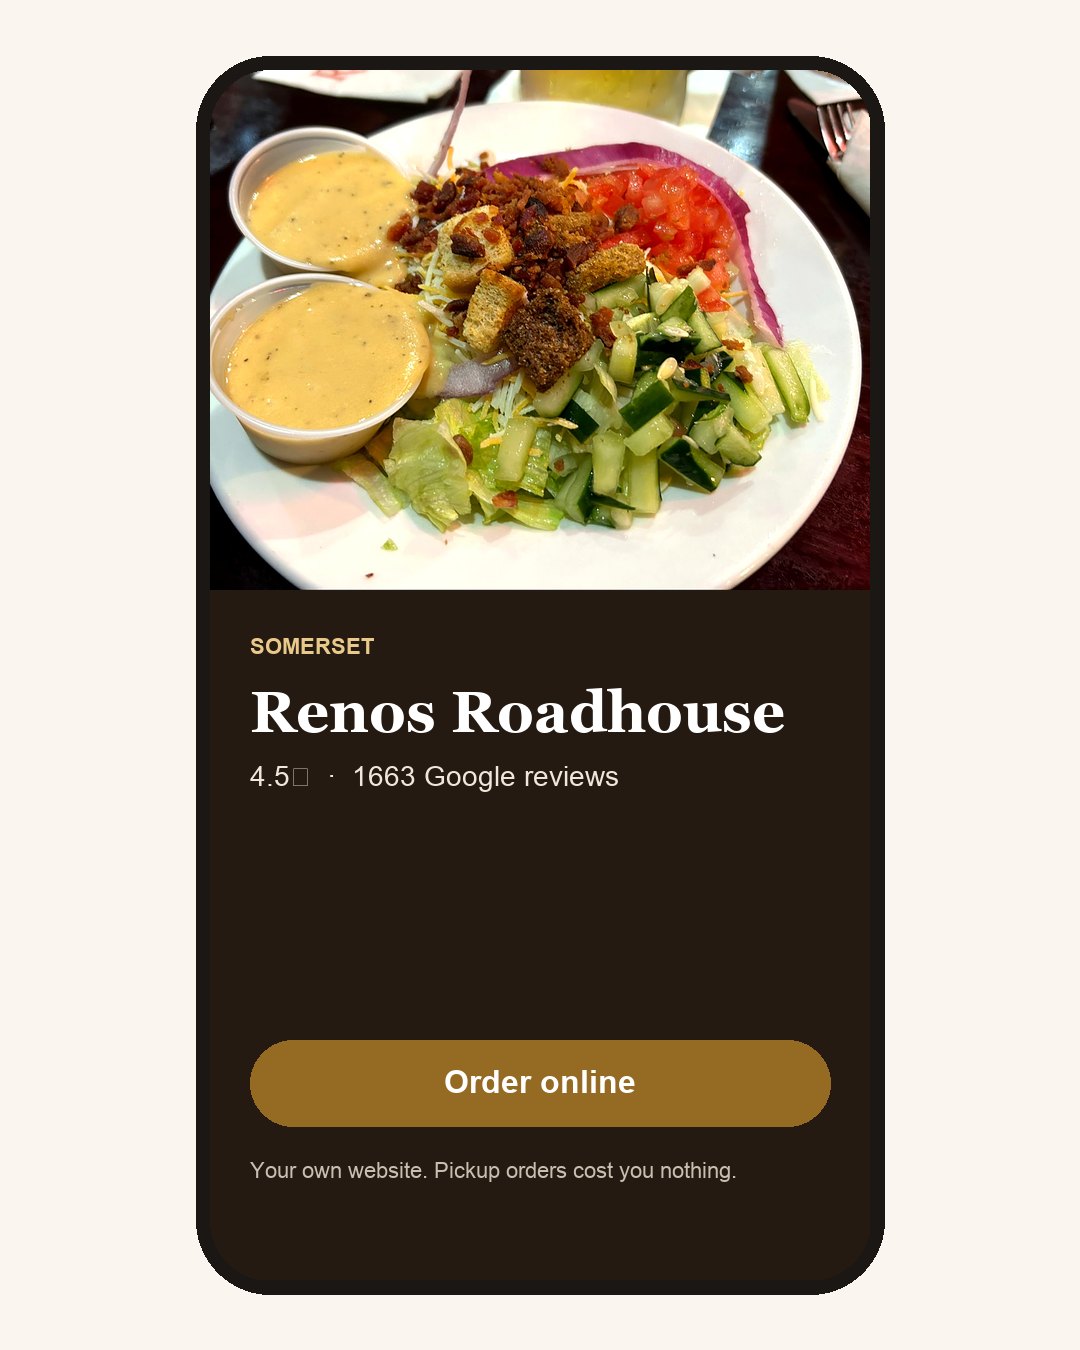 SOMERSET
Renos Roadhouse
4.5□ · 1663 Google reviews
Order online
Your own website. Pickup orders cost you nothing.